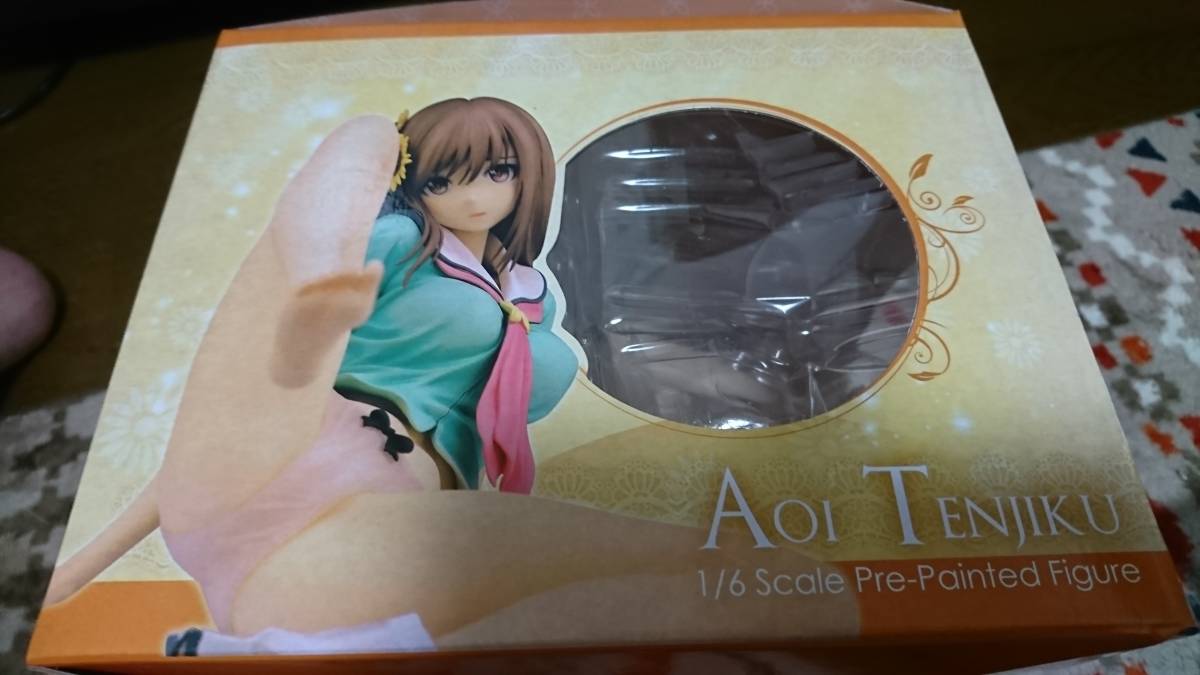 AOI TENJIKU
1/6 Scale Pre-Painted Figure